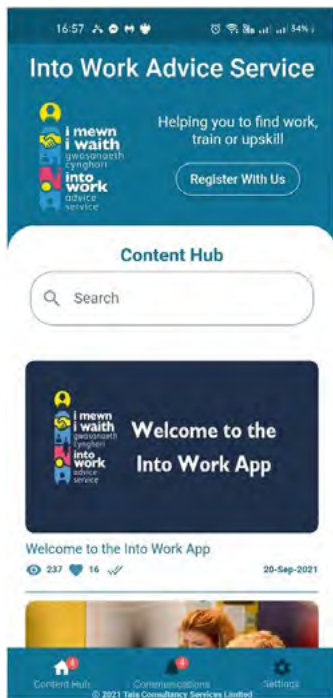 16:57
34%
Into Work Advice Service
i mewn
i waith
gwasanaeth
cynghori
into
work
advice
service
Helping you to find work,
train or upskill
Register With Us
Content Hub
Search
i mewn
i waith
gwasanaeth
cynghori
into
work
advice
service
Welcome to the
Into Work App
Welcome to the Into Work App
237 16 20-Sep-2021
4 4
Content Hub Communications Settings
© 2021 Tata Consultancy Services Limited